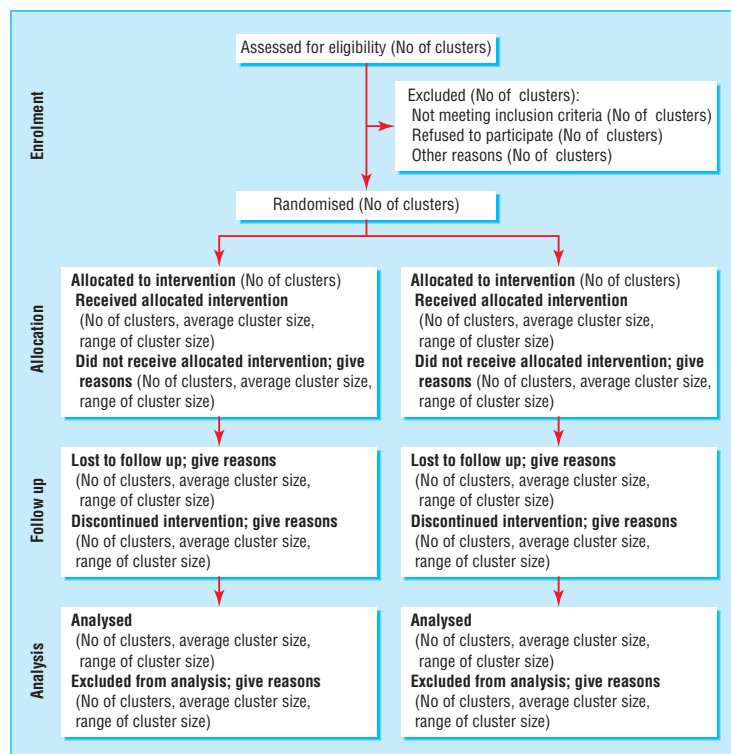 Enrolment
Assessed for eligibility (No of clusters)
Excluded (No of clusters):
Not meeting inclusion criteria (No of clusters)
Refused to participate (No of clusters)
Other reasons (No of clusters)
Randomised (No of clusters)
Allocation
Allocated to intervention (No of clusters)
Received allocated intervention
(No of clusters, average cluster size,
range of cluster size)
Did not receive allocated intervention; give
reasons (No of clusters, average cluster size,
range of cluster size)
Allocated to intervention (No of clusters)
Received allocated intervention
(No of clusters, average cluster size,
range of cluster size)
Did not receive allocated intervention; give
reasons (No of clusters, average cluster size,
range of cluster size)
Follow up
Lost to follow up; give reasons
(No of clusters, average cluster size,
range of cluster size)
Discontinued intervention; give reasons
(No of clusters, average cluster size,
range of cluster size)
Lost to follow up; give reasons
(No of clusters, average cluster size,
range of cluster size)
Discontinued intervention; give reasons
(No of clusters, average cluster size,
range of cluster size)
Analysis
Analysed
(No of clusters, average cluster size,
range of cluster size)
Excluded from analysis; give reasons
(No of clusters, average cluster size,
range of cluster size)
Analysed
(No of clusters, average cluster size,
range of cluster size)
Excluded from analysis; give reasons
(No of clusters, average cluster size,
range of cluster size)